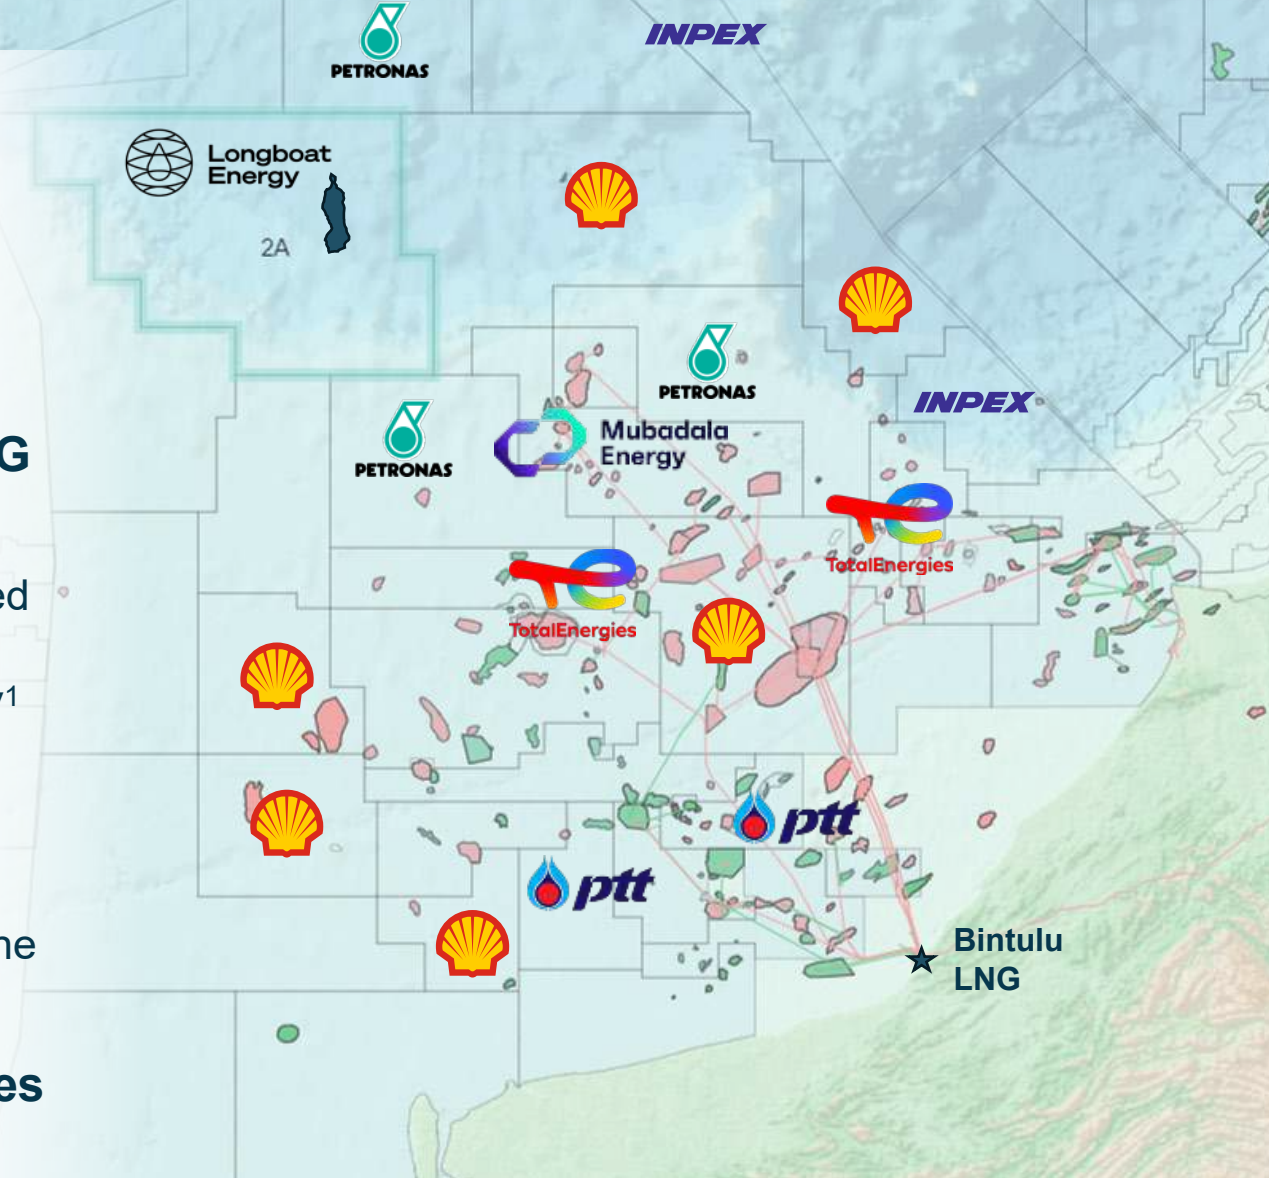 PETRONAS
INPEX
Longboat
Energy
2A
PETRONAS
INPEX
PETRONAS
Mubadala
Energy
G
TotalEnergies
ed
TotalEnergies
y1
ptt
ptt
ne
Bintulu
LNG
es